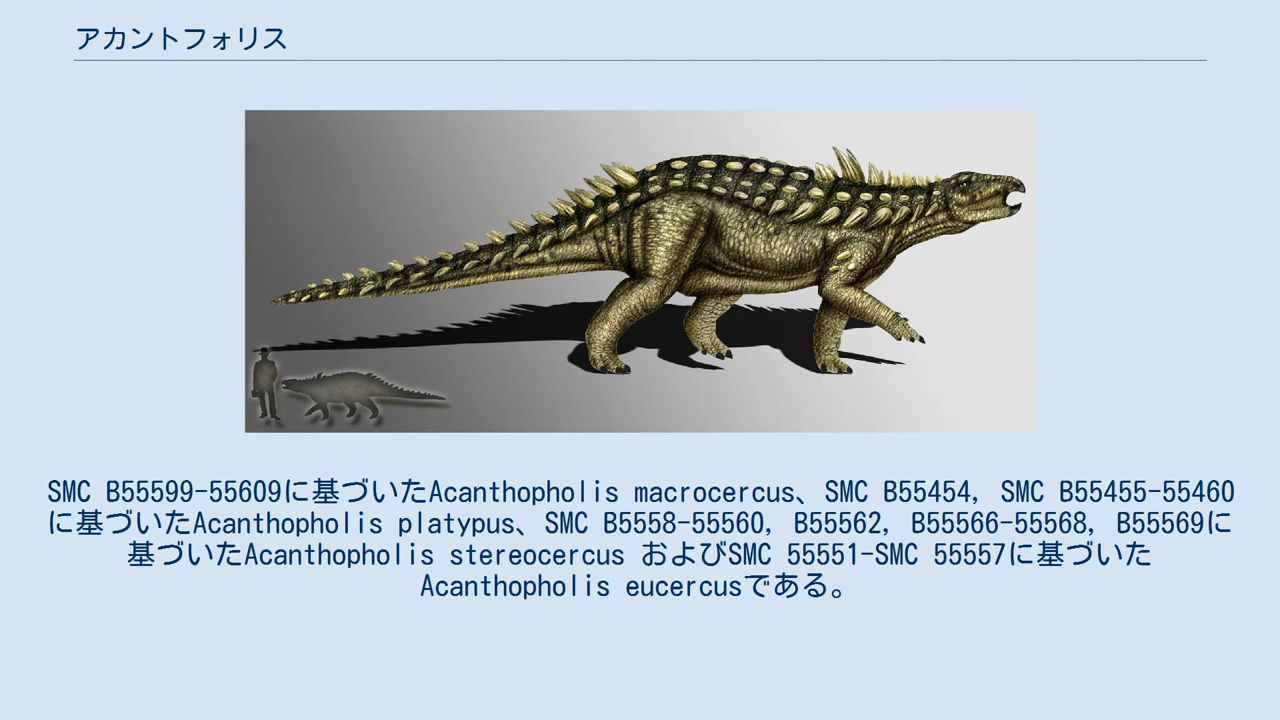 アカントフォリス
SMC B55599-55609に基づいたAcanthopholis macrocercus、SMC B55454, SMC B55455-55460
に基づいたAcanthopholis platypus、SMC B5558-55560, B55562, B55566-55568, B55569に
基づいたAcanthopholis stereocercus およびSMC 55551-SMC 55557に基づいた
Acanthopholis eucercusである。